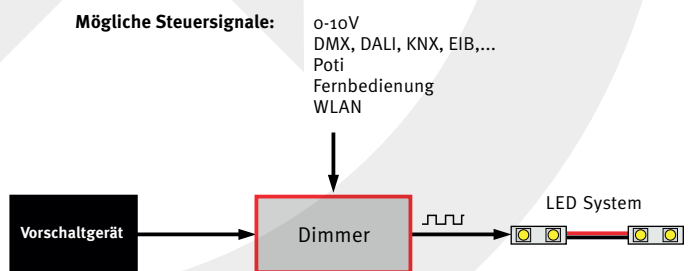 Mögliche Steuersignale:
0-10V
DMX, DALI, KNX, EIB,...
Poti
Fernbedienung
WLAN
Vorschaltgerät
Dimmer
LED System